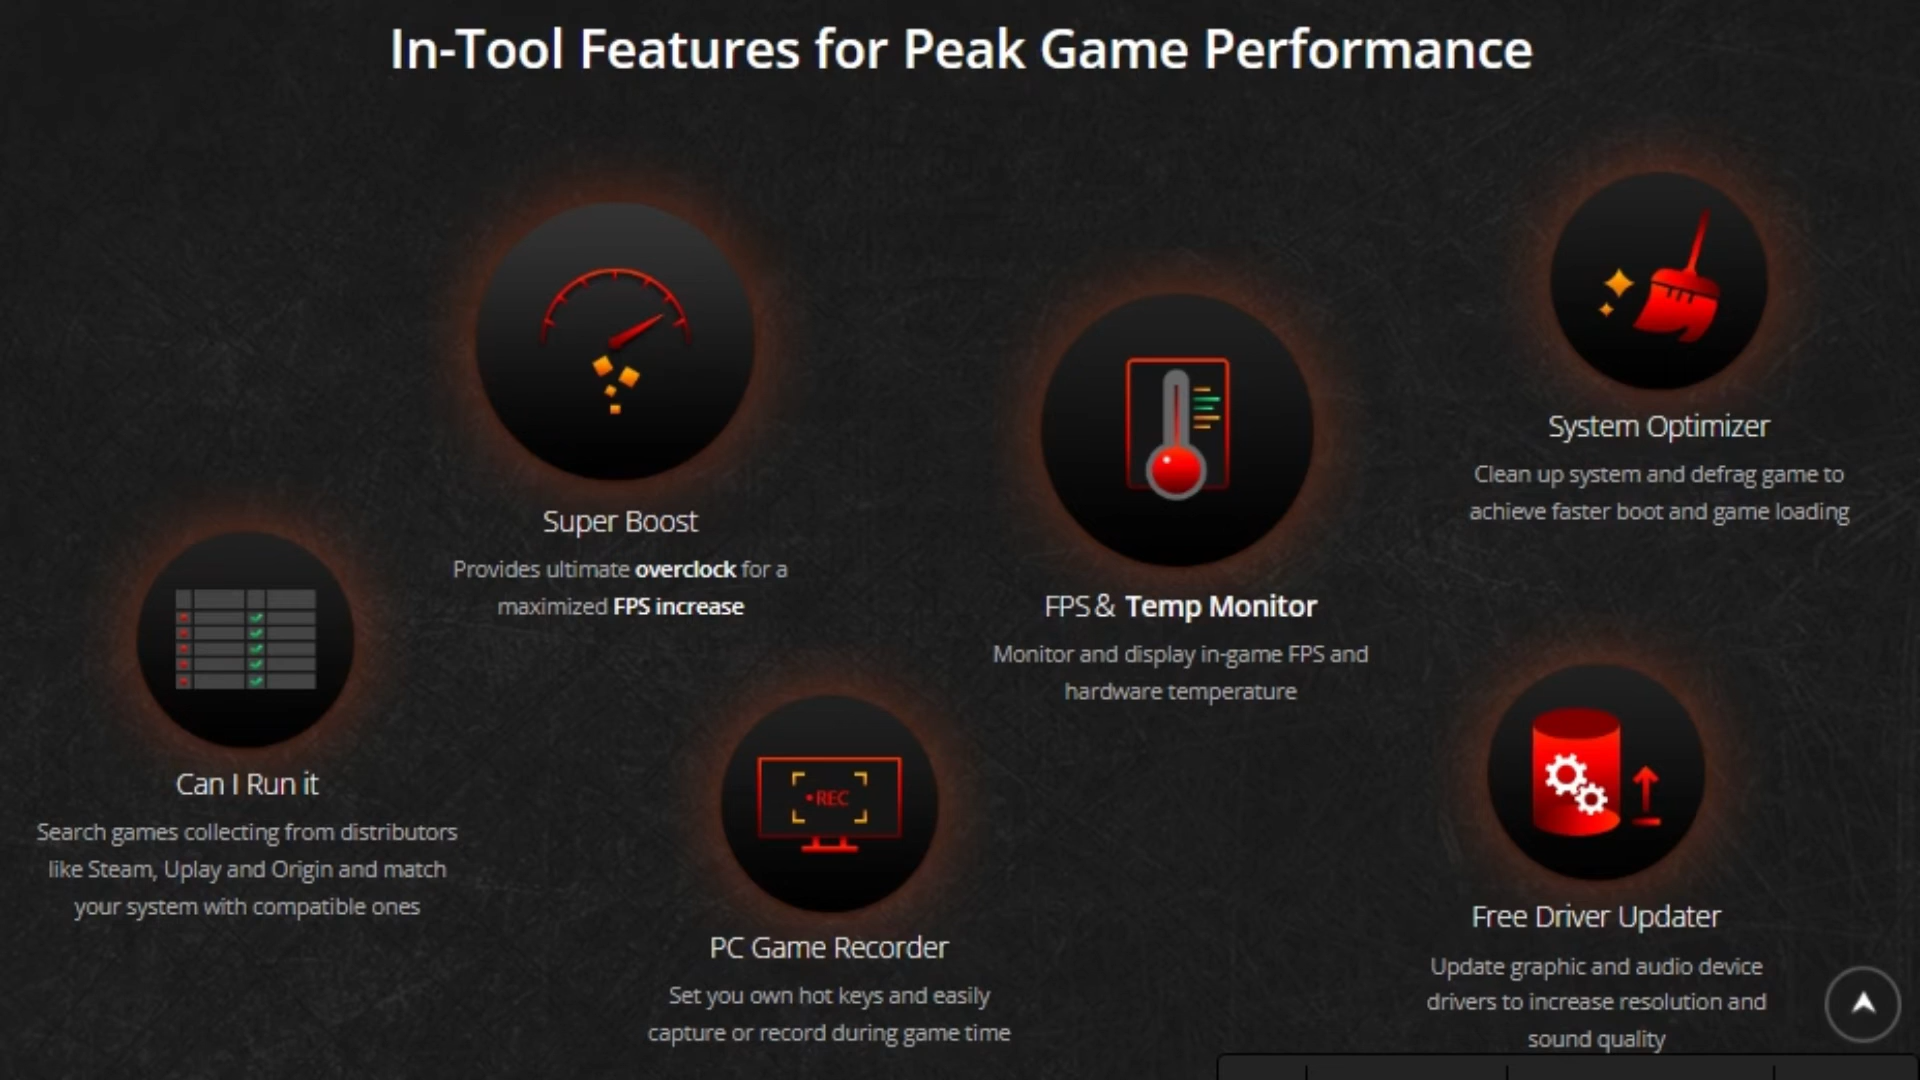 In-Tool Features for Peak Game Performance
Can I Run it
Search games collecting from distributors
like Steam, Uplay and Origin and match
your system with compatible ones
Super Boost
Provides ultimate overclock for a
maximized FPS increase
REC
PC Game Recorder
Set you own hot keys and easily
capture or record during game time
FPS & Temp Monitor
Monitor and display in-game FPS and
hardware temperature
System Optimizer
Clean up system and defrag game to
achieve faster boot and game loading
Free Driver Updater
Update graphic and audio device
drivers to increase resolution and
sound quality